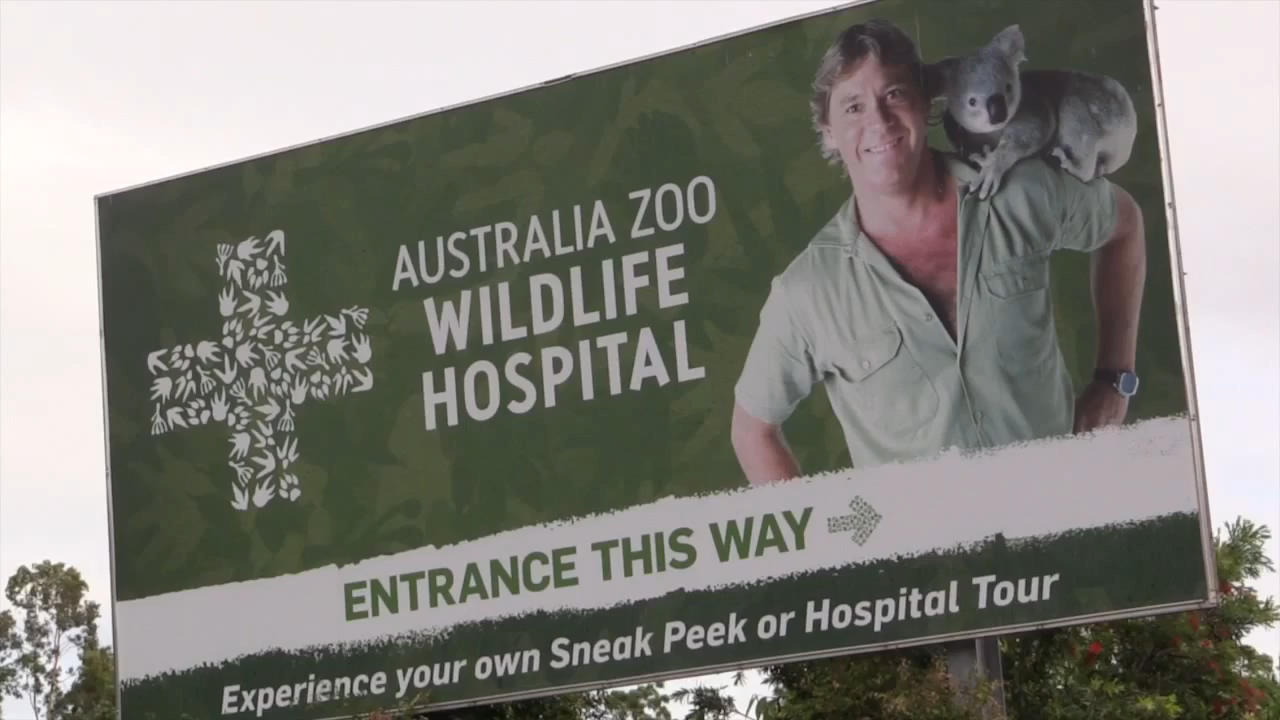 AUSTRALIA ZOO
WILDLIFE
HOSPITAL
ENTRANCE THIS WAY
Experience your own Sneak Peek or Hospital Tour